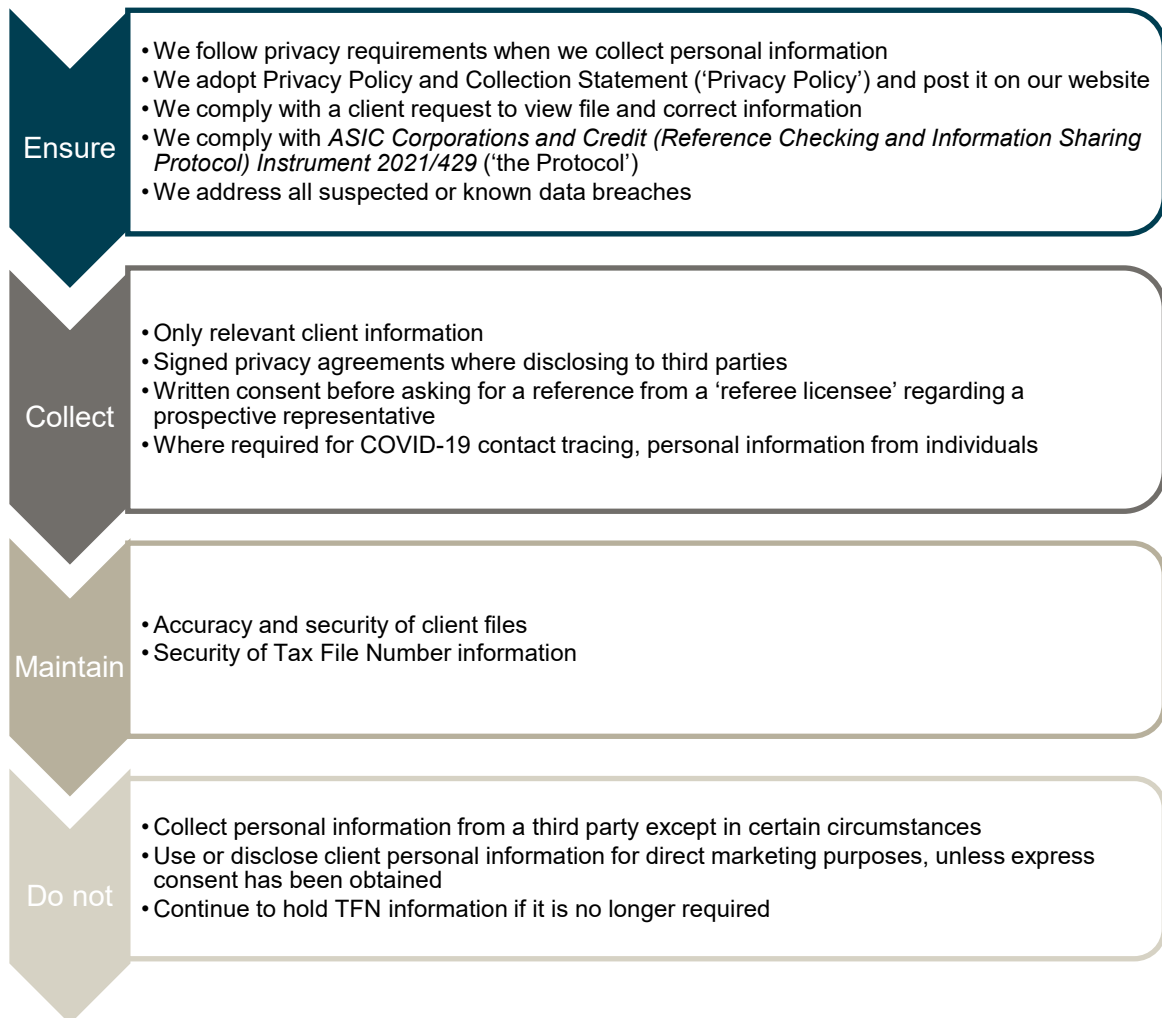 Ensure
• We follow privacy requirements when we collect personal information
• We adopt Privacy Policy and Collection Statement (‘Privacy Policy’) and post it on our website
• We comply with a client request to view file and correct information
• We comply with ASIC Corporations and Credit (Reference Checking and Information Sharing
Protocol) Instrument 2021/429 (‘the Protocol’)
• We address all suspected or known data breaches
Collect
• Only relevant client information
• Signed privacy agreements where disclosing to third parties
• Written consent before asking for a reference from a ‘referee licensee’ regarding a
prospective representative
• Where required for COVID-19 contact tracing, personal information from individuals
Maintain
• Accuracy and security of client files
• Security of Tax File Number information
Do not
• Collect personal information from a third party except in certain circumstances
• Use or disclose client personal information for direct marketing purposes, unless express
consent has been obtained
• Continue to hold TFN information if it is no longer required